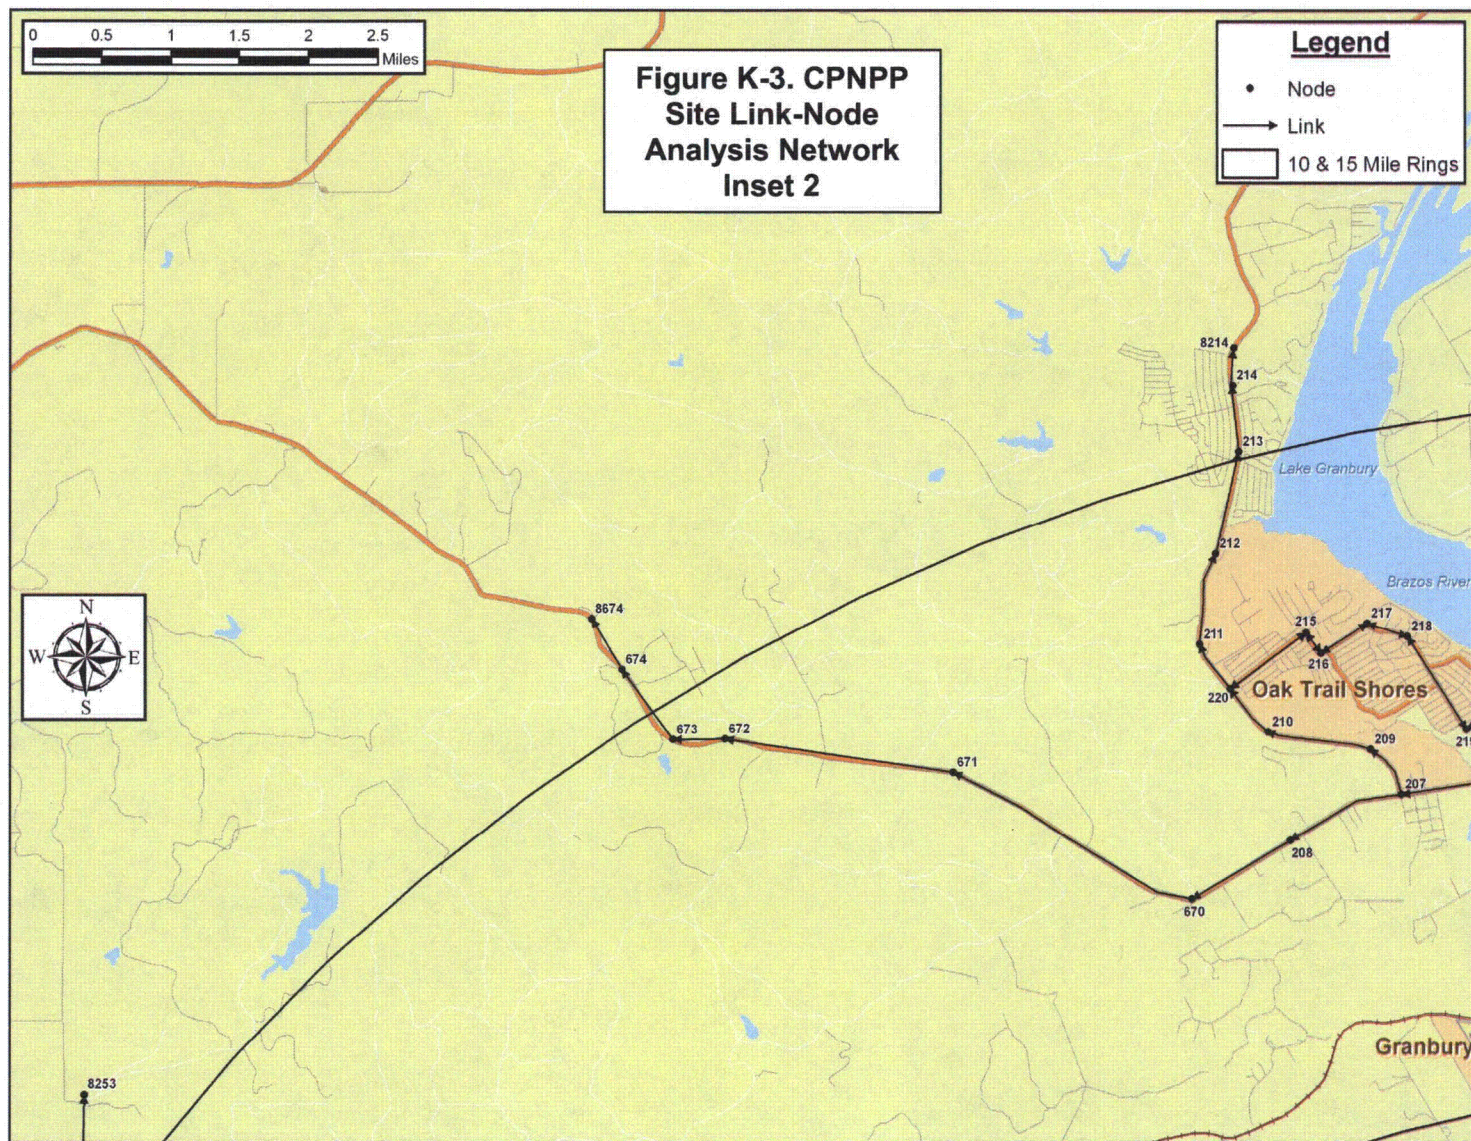 0 0.5 1 1.5 2 2.5
Miles
Figure K-3. CPNPP
Site Link-Node
Analysis Network
Inset 2
Legend
Node
Link
10 & 15 Mile Rings
8214
214
213
Lake Granbury
212
Brazos River
217
215
218
211
216
Oak Trail Shores
220
210
219
209
207
208
670
671
672
673
674
8674
N
W E
S
Granbury
8253